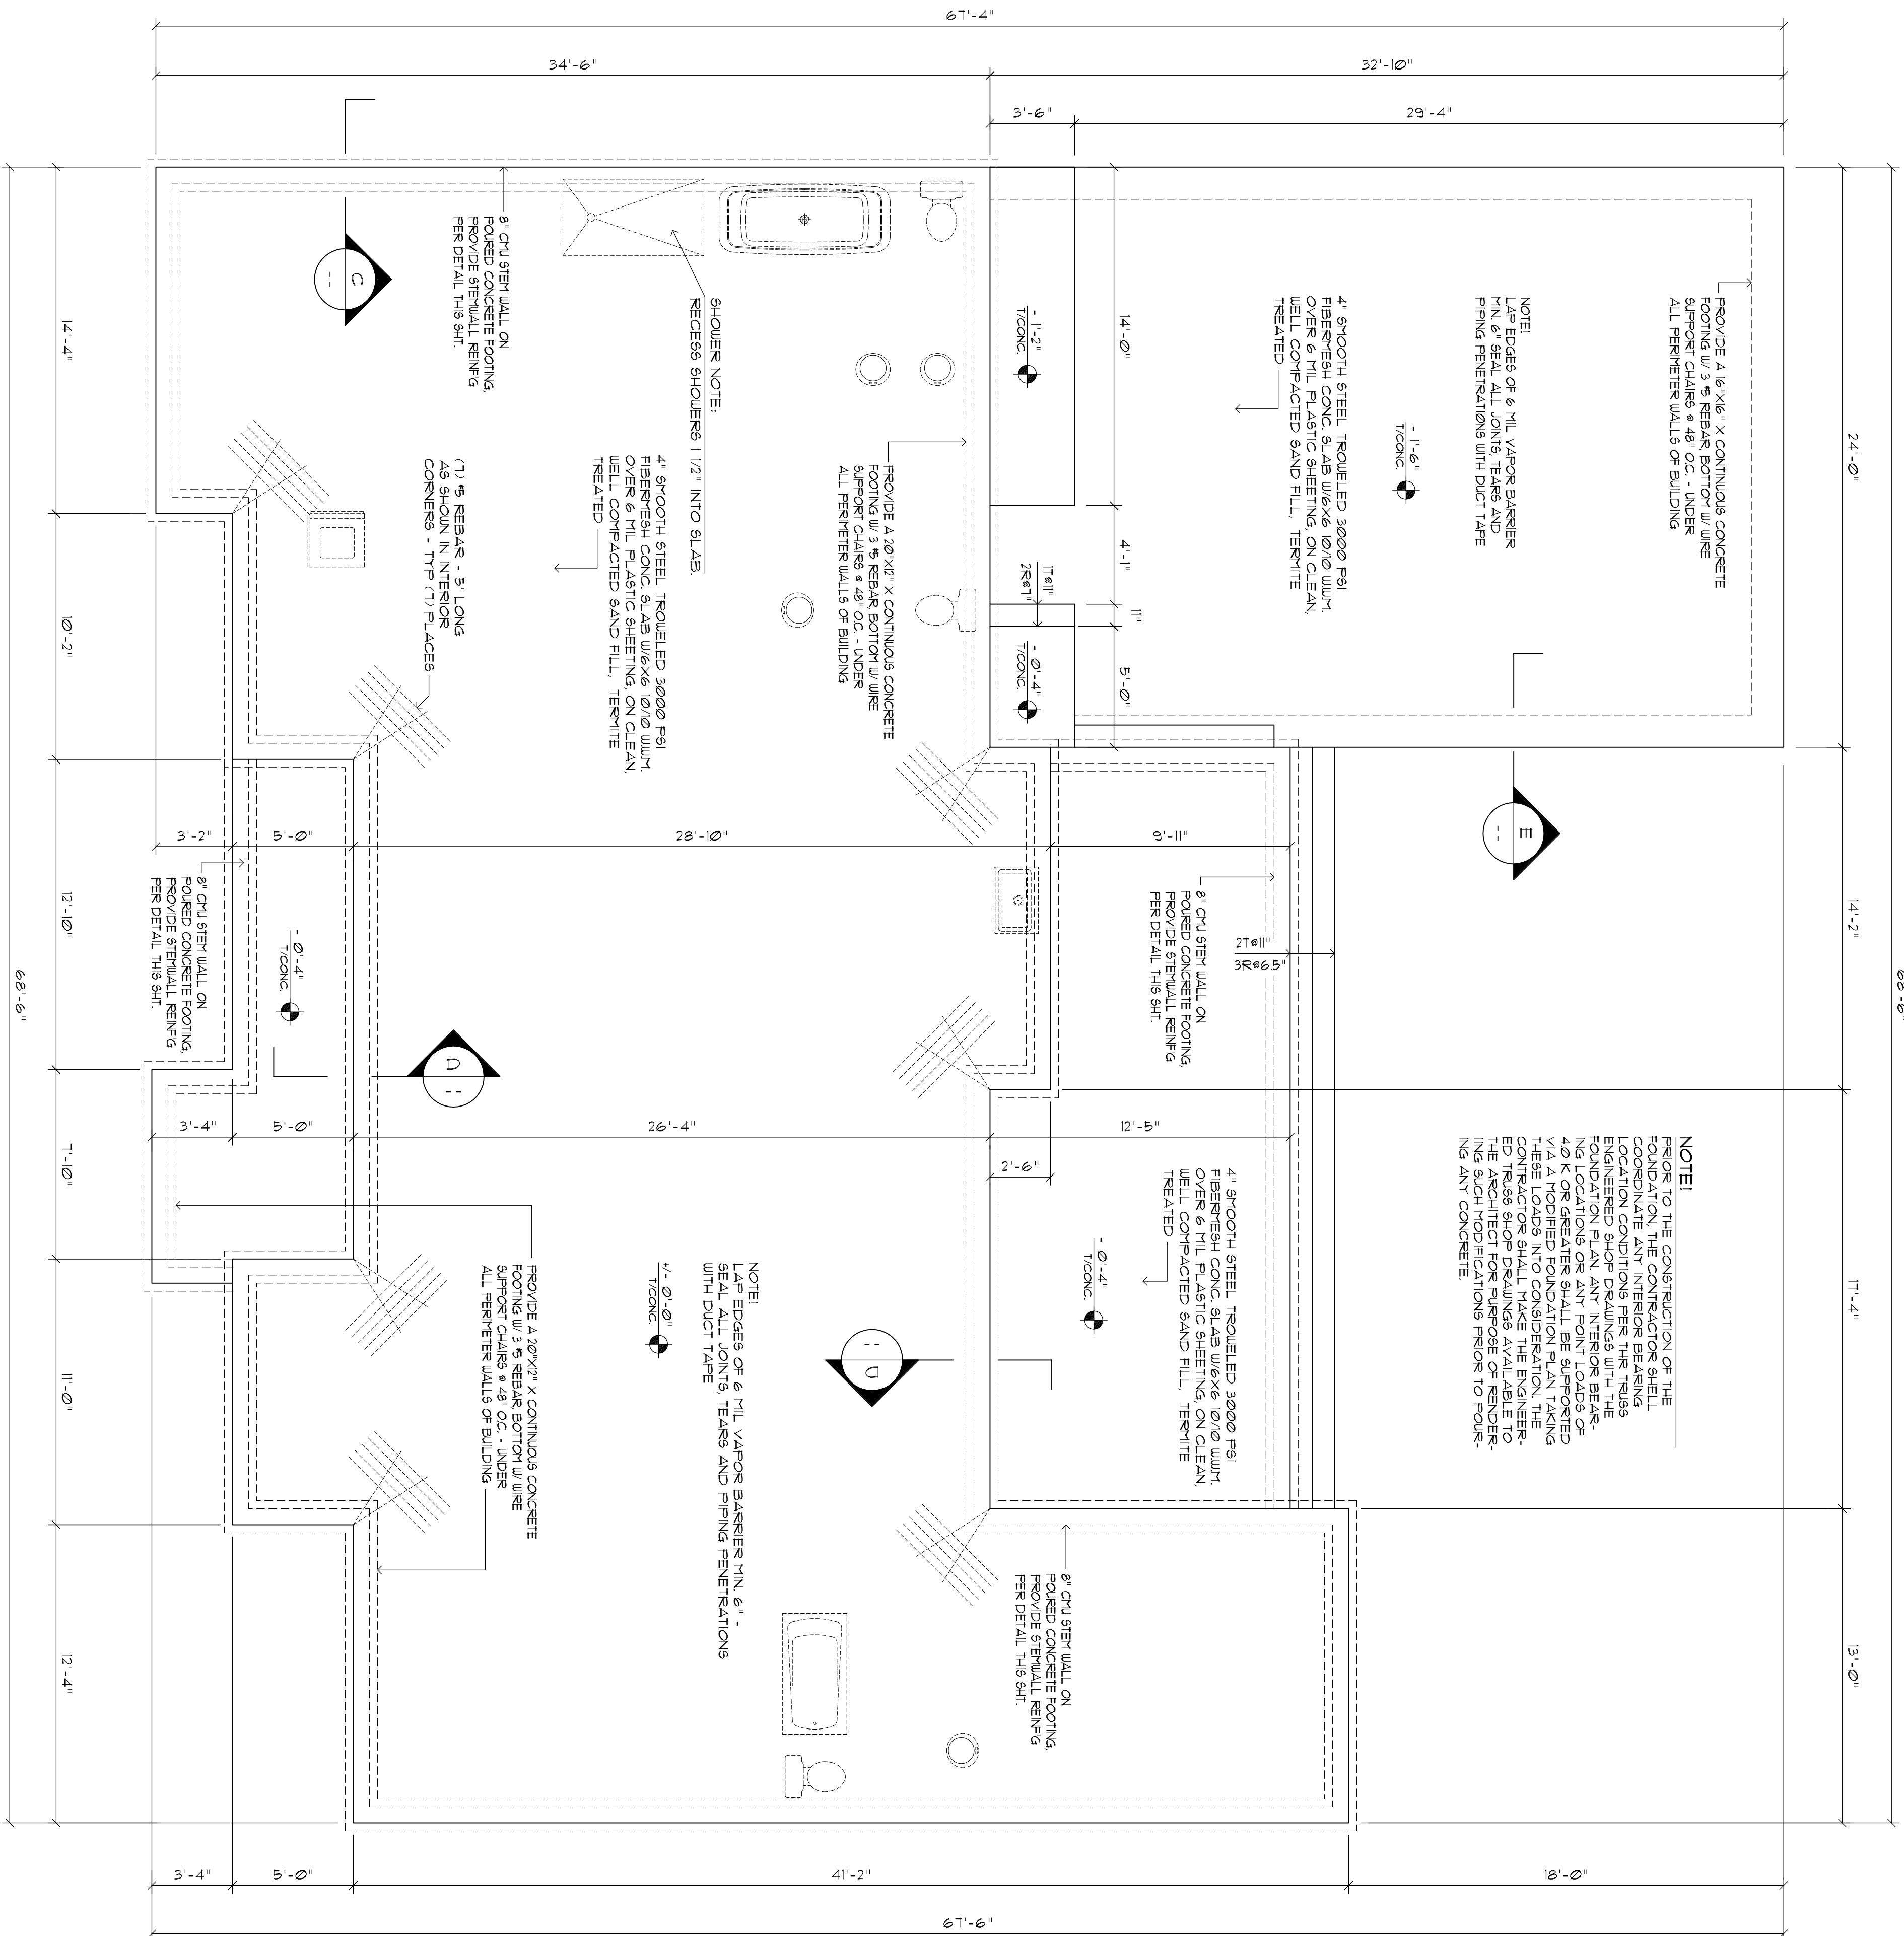 67'-4"
34'-6"
32'-10"
3'-6"
29'-4"
68'-6"
14'-4"
10'-2"
12'-10"
7'-10"
11'-0"
12'-4"
24'-0"
14'-2"
17'-4"
13'-0"
68'-6"
14'-0"
4'-1"
11"
5'-0"
PROVIDE A 16"X16" X CONTINUOUS CONCRETE
FOOTING W/ 3 #5 REBAR, BOTTOM W/ WIRE
SUPPORT CHAIRS @ 48" O.C. - UNDER
ALL PERIMETER WALLS OF BUILDING
NOTE!
LAP EDGES OF 6 MIL VAPOR BARRIER
MIN. 6" SEAL ALL JOINTS, TEARS AND
PIPING PENETRATIONS WITH DUCT TAPE
- 1'-6"
T/CONC.
4" SMOOTH STEEL TROWELED 3000 PSI
FIBERMESH CONC. SLAB W/6X6 10/10 W.W.M.
OVER 6 MIL PLASTIC SHEETING, ON CLEAN,
WELL COMPACTED SAND FILL, TERMITE
TREATED
- 1'-2"
T/CONC.
1T@11"
2R@7"
- 0'-4"
T/CONC.
8" CMU STEM WALL ON
POURED CONCRETE FOOTING,
PROVIDE STEMWALL REINF'G
PER DETAIL THIS SHT.
C
--
SHOWER NOTE:
RECESS SHOWERS 1 1/2" INTO SLAB.
PROVIDE A 20"X12" X CONTINUOUS CONCRETE
FOOTING W/ 3 #5 REBAR, BOTTOM W/ WIRE
SUPPORT CHAIRS @ 48" O.C. - UNDER
ALL PERIMETER WALLS OF BUILDING
4" SMOOTH STEEL TROWELED 3000 PSI
FIBERMESH CONC. SLAB W/6X6 10/10 W.W.M.
OVER 6 MIL PLASTIC SHEETING, ON CLEAN,
WELL COMPACTED SAND FILL, TERMITE
TREATED
(7) #5 REBAR - 5' LONG
AS SHOWN IN INTERIOR
CORNERS - TYP (7) PLACES
E
--
3'-2"
5'-0"
28'-10"
9'-11"
8" CMU STEM WALL ON
POURED CONCRETE FOOTING,
PROVIDE STEMWALL REINF'G
PER DETAIL THIS SHT.
- 0'-4"
T/CONC.
8" CMU STEM WALL ON
POURED CONCRETE FOOTING,
PROVIDE STEMWALL REINF'G
PER DETAIL THIS SHT.
2T@11"
3R@6.5"
D
--
3'-4"
5'-0"
26'-4"
12'-5"
2'-6"
NOTE!
PRIOR TO THE CONSTRUCTION OF THE
FOUNDATION, THE CONTRACTOR SHELL
COORDINATE ANY INTERIOR BEARING
LOCATION CONDITIONS PER THR TRUSS
ENGINEERED SHOP DRAWINGS WITH THE
FOUNDATION PLAN. ANY INTERIOR BEAR-
ING LOCATIONS OR ANY POINT LOADS OF
4.0 K OR GREATER SHALL BE SUPPORTED
VIA A MODIFIED FOUNDATION PLAN TAKING
THESE LOADS INTO CONSIDERATION. THE
CONTRACTOR SHALL MAKE THE ENGINEER-
ED TRUSS SHOP DRAWINGS AVAILABLE TO
THE ARCHITECT FOR PURPOSE OF RENDER-
ING SUCH MODIFICATIONS PRIOR TO POUR-
ING ANY CONCRETE.
4" SMOOTH STEEL TROWELED 3000 PSI
FIBERMESH CONC. SLAB W/6X6 10/10 W.W.M.
OVER 6 MIL PLASTIC SHEETING, ON CLEAN,
WELL COMPACTED SAND FILL, TERMITE
TREATED
- 0'-4"
T/CONC.
D
--
NOTE!
LAP EDGES OF 6 MIL VAPOR BARRIER MIN. 6" -
SEAL ALL JOINTS, TEARS AND PIPING PENETRATIONS
WITH DUCT TAPE
+/- 0'-0"
T/CONC.
PROVIDE A 20"X12" X CONTINUOUS CONCRETE
FOOTING W/ 3 #5 REBAR, BOTTOM W/ WIRE
SUPPORT CHAIRS @ 48" O.C. - UNDER
ALL PERIMETER WALLS OF BUILDING
8" CMU STEM WALL ON
POURED CONCRETE FOOTING,
PROVIDE STEMWALL REINF'G
PER DETAIL THIS SHT.
3'-4"
5'-0"
41'-2"
18'-0"
67'-6"